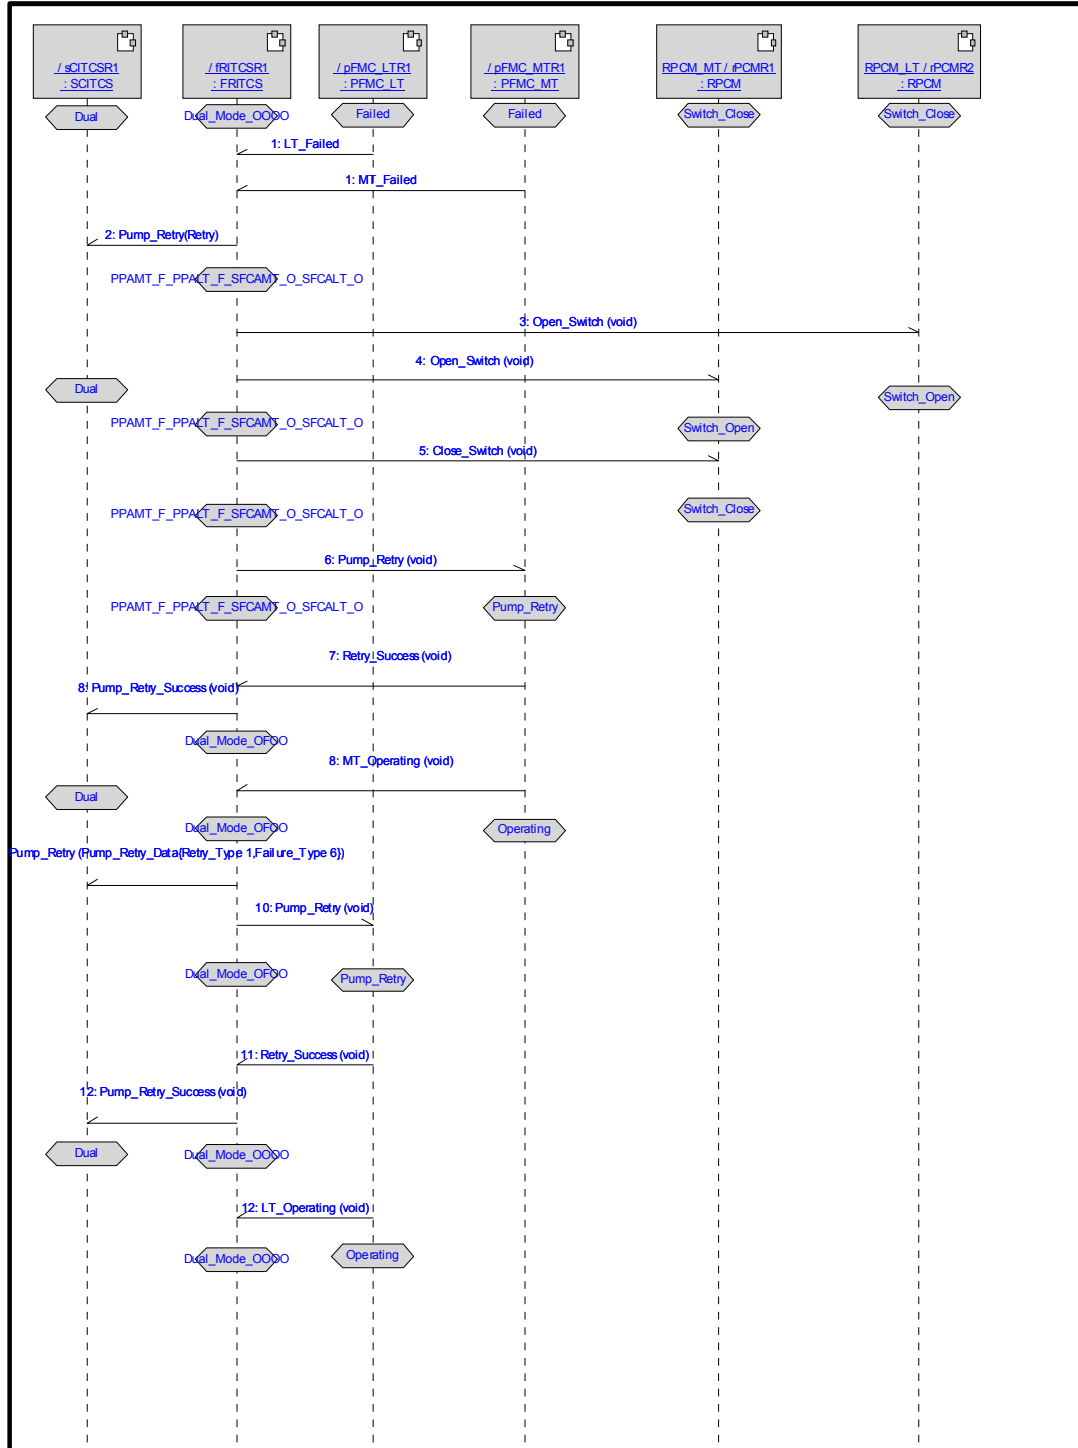 / sCITCSR1
: SCITCS
/ fRITCSR1
: FRITCS
/ pFMC_LTR1
: PFMC_LT
/ pFMC_MTR1
: PFMC_MT
RPCM_MT / rPCMR1
: RPCM
RPCM_LT / rPCMR2
: RPCM
Dual
Dual_Mode_OOOO
Failed
Failed
Switch_Close
Switch_Close
1: LT_Failed
1: MT_Failed
2: Pump_Retry(Retry)
PPAMT_F_PPALT_F_SFCAMT_O_SFCALT_O
3: Open_Switch (void)
4: Open_Switch (void)
Dual
Switch_Open
PPAMT_F_PPALT_F_SFCAMT_O_SFCALT_O
Switch_Open
5: Close_Switch (void)
PPAMT_F_PPALT_F_SFCAMT_O_SFCALT_O
Switch_Close
6: Pump_Retry (void)
PPAMT_F_PPALT_F_SFCAMT_O_SFCALT_O
Pump_Retry
7: Retry_Success (void)
8: Pump_Retry_Success (void)
Dual_Mode_OFOO
8: MT_Operating (void)
Dual
Dual_Mode_OFOO
Operating
Pump_Retry (Pump_Retry_Data{Retry_Type 1,Failure_Type 6})
10: Pump_Retry (void)
Dual_Mode_OFOO
Pump_Retry
11: Retry_Success (void)
12: Pump_Retry_Success (void)
Dual
Dual_Mode_OOOO
12: LT_Operating (void)
Dual_Mode_OOOO
Operating